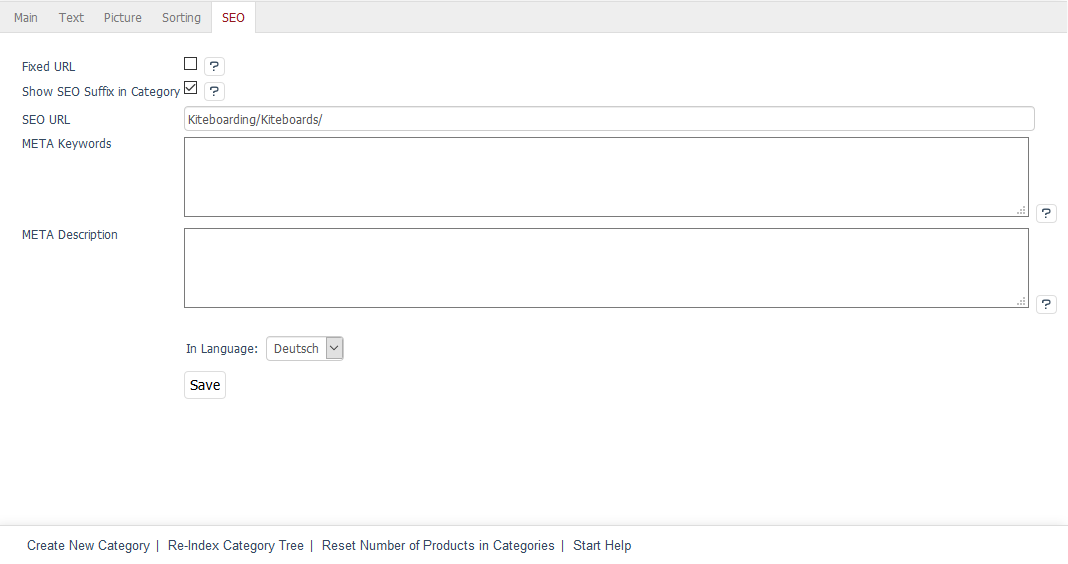 Main Text Picture Sorting SEO
Fixed URL ?
Show SEO Suffix in Category ?
SEO URL Kiteboarding/Kiteboards/
META Keywords
?
META Description
?
In Language: Deutsch
Save
Create New Category | Re-Index Category Tree | Reset Number of Products in Categories | Start Help